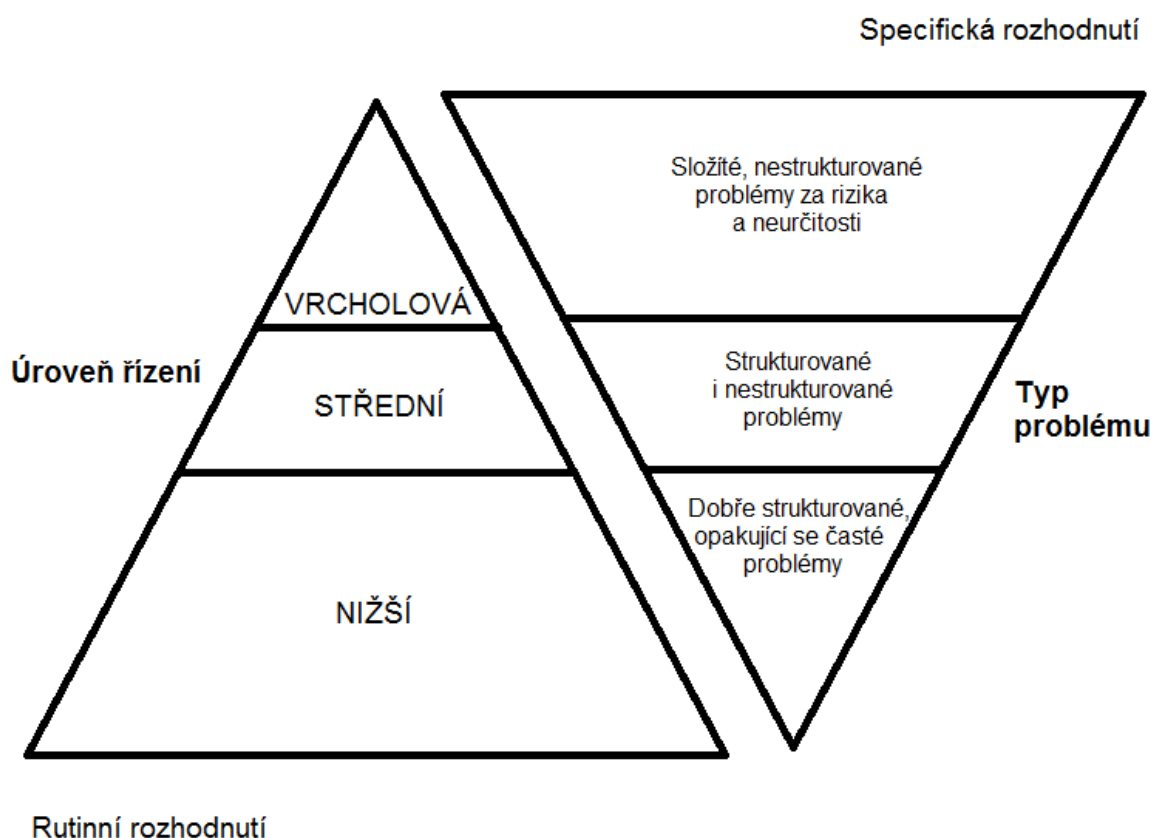 Specifická rozhodnutí
Složíté, nestrukturované
problémy za rizika
a neurčitosti
VRCHOLOVÁ
Úroveň řízení
STŘEDNÍ
Strukturované
i nestrukturované
problémy
Typ
problému
Dobře strukturované,
opakující se časté
problémy
NIŽŠÍ
Rutinní rozhodnutí